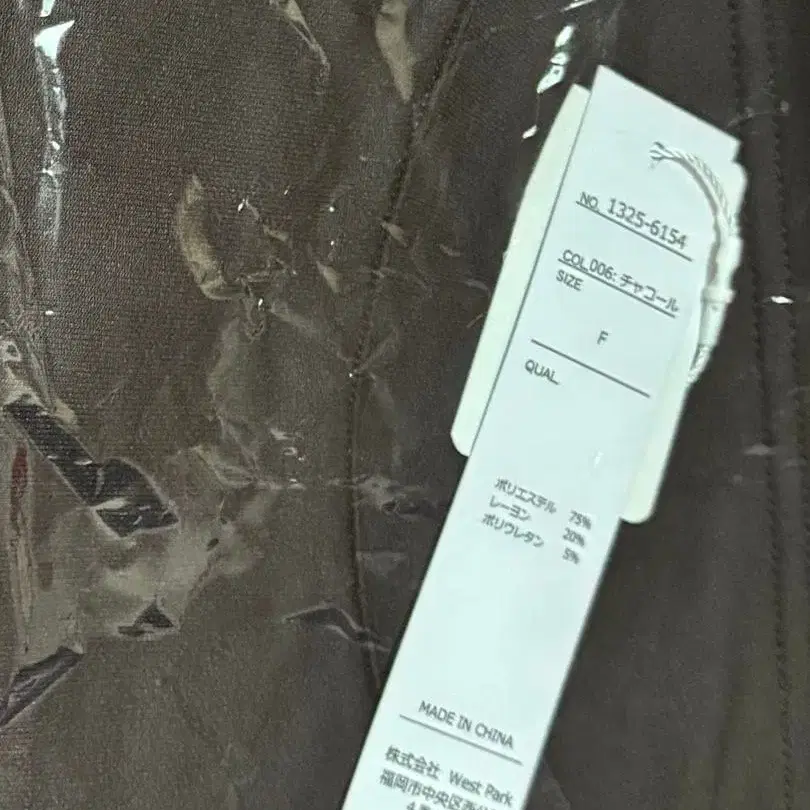 NO. 1325-6154
COL.006: チャコール
SIZE
F
QUAL
ポリエステル 75%
レーヨン 20%
ポリウレタン 5%
MADE IN CHINA
株式会社 West Park
福岡市中央区